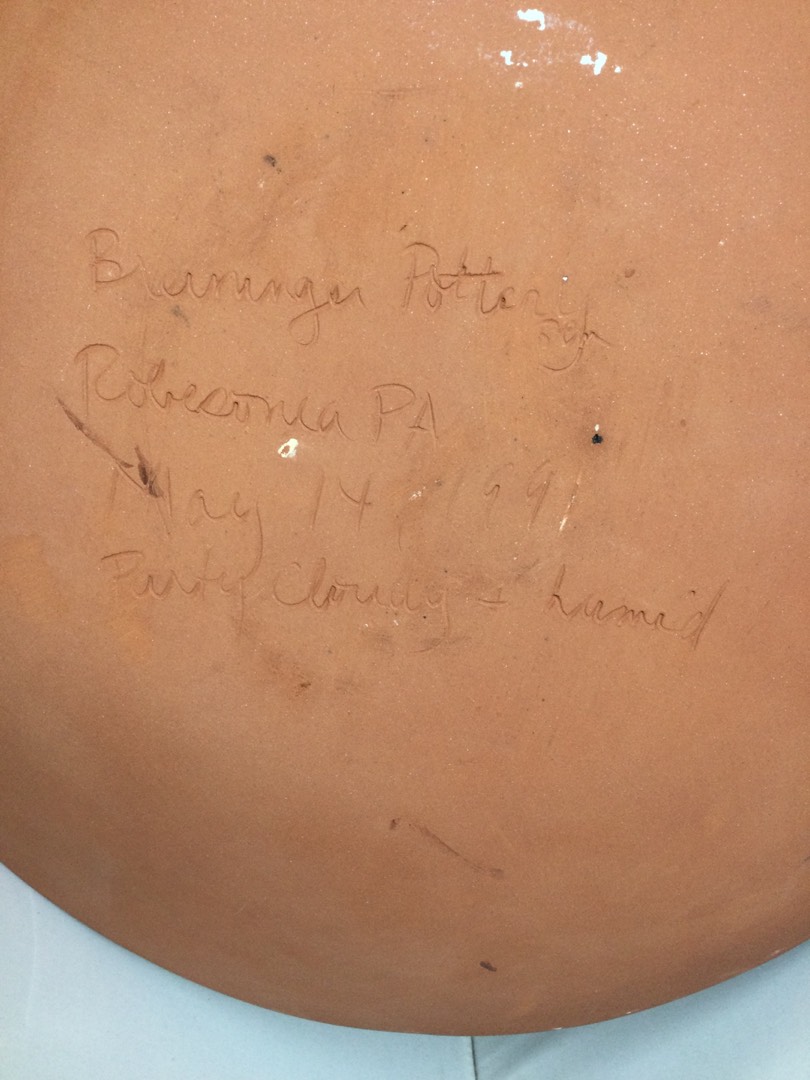 Breininger Pottery
Robesonia PA
May 14, 1991
Partly Cloudy + humid